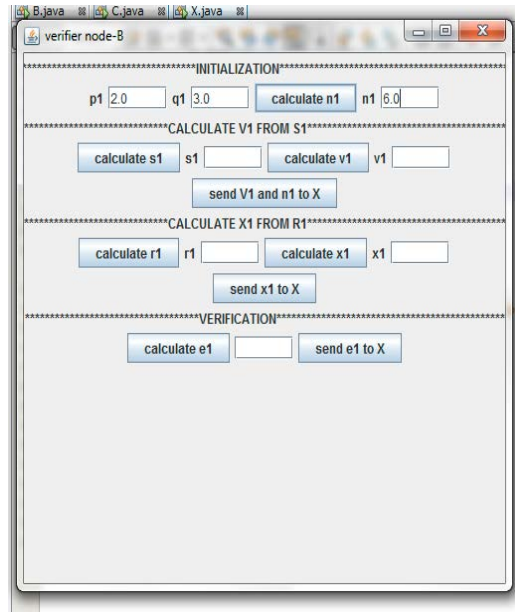 B.java C.java X.java
verifier node-B
***********************************INITIALIZATION***********************************************
p1 2.0 q1 3.0 calculate n1 n1 6.0
*****************************CALCULATE V1 FROM S1*****************************************
calculate s1 s1 calculate v1 v1
send V1 and n1 to X
*****************************CALCULATE X1 FROM R1*****************************************
calculate r1 r1 calculate x1 x1
send x1 to X
************************************VERIFICATION***********************************************
calculate e1 send e1 to X